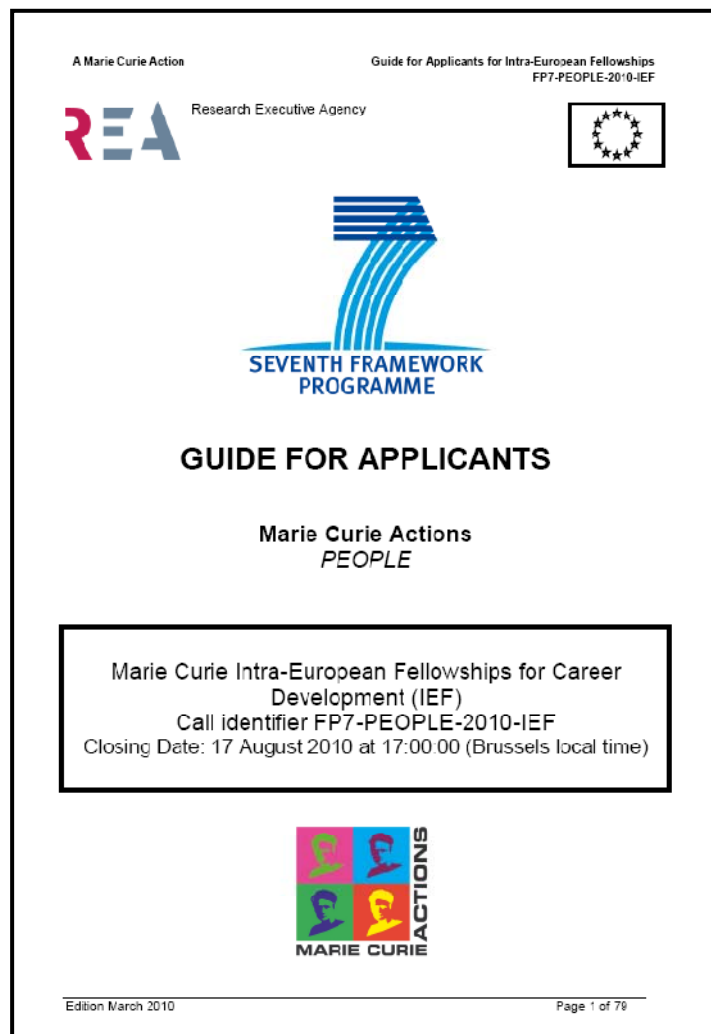 A Marie Curie Action
Guide for Applicants for Intra-European Fellowships
FP7-PEOPLE-2010-IEF
REA
Research Executive Agency
SEVENTH FRAMEWORK
PROGRAMME
GUIDE FOR APPLICANTS
Marie Curie Actions
PEOPLE
Marie Curie Intra-European Fellowships for Career
Development (IEF)
Call identifier FP7-PEOPLE-2010-IEF
Closing Date: 17 August 2010 at 17:00:00 (Brussels local time)
MARIE CURIE
ACTIONS
Edition March 2010
Page 1 of 79